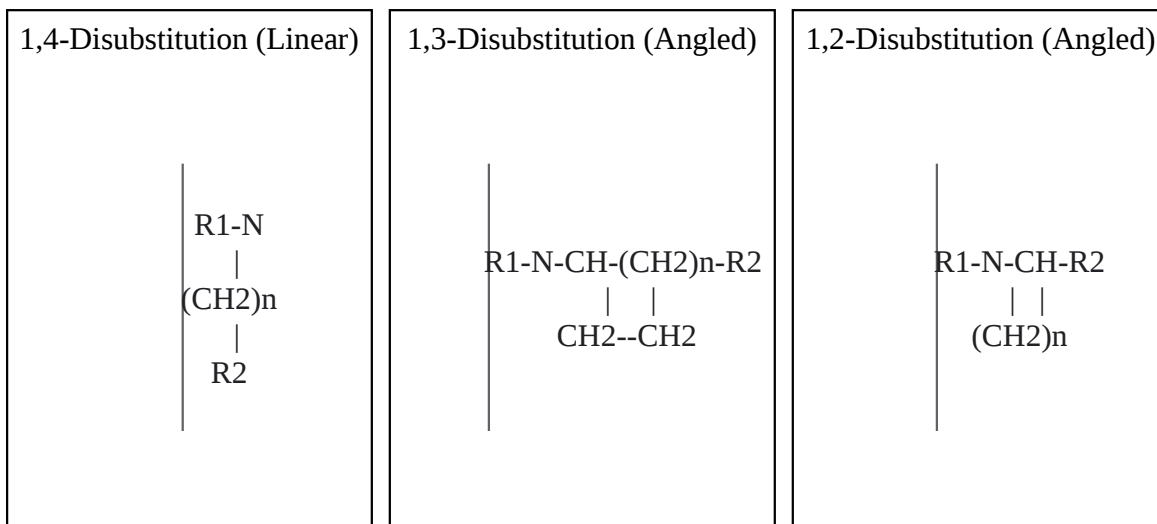 1,4-Disubstitution (Linear)
R1-N
|
(CH2)n
|
R2
1,3-Disubstitution (Angled)
R1-N-CH-(CH2)n-R2
| |
CH2--CH2
1,2-Disubstitution (Angled)
R1-N-CH-R2
| |
(CH2)n